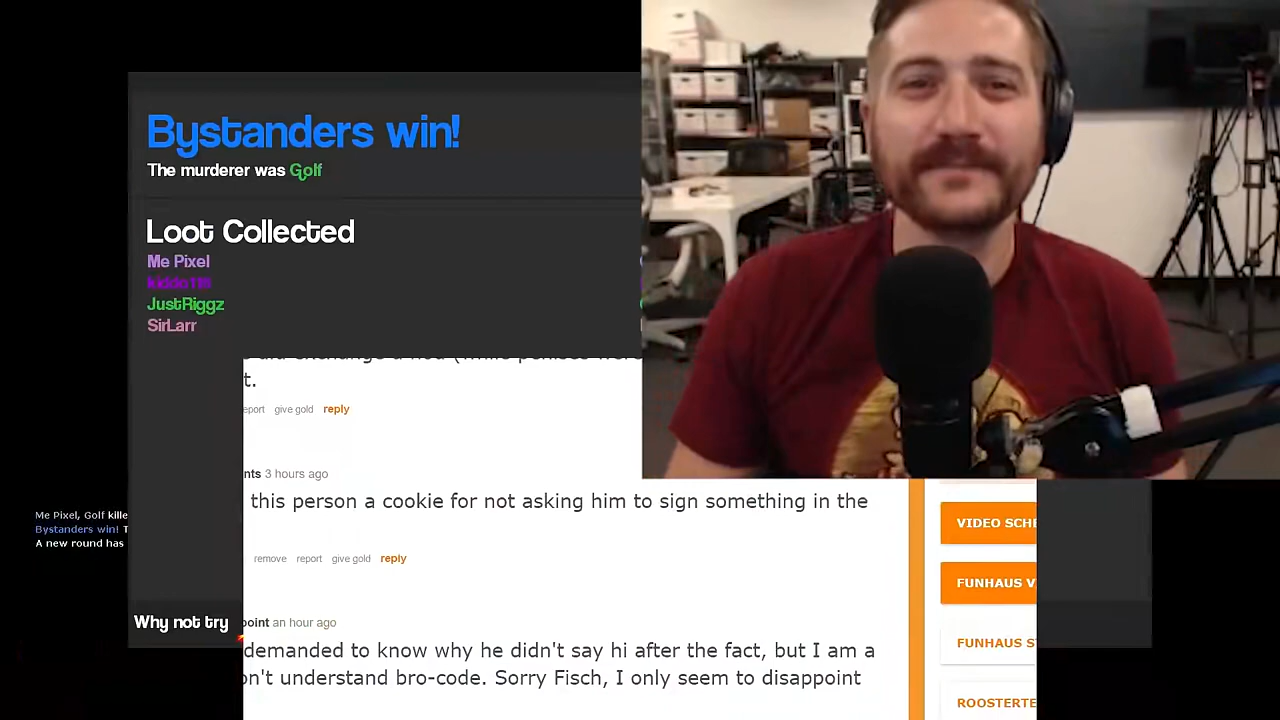 Bystanders win!
The murderer was Golf
Loot Collected
Me Pixel
kiddo1111
JustRiggz
SirLarr
t.
eport give gold reply
nts 3 hours ago
this person a cookie for not asking him to sign something in the
remove report give gold reply
Me Pixel, Golf kille
Bystanders win! T
A new round has
Why not try
point an hour ago
demanded to know why he didn't say hi after the fact, but I am a
on't understand bro-code. Sorry Fisch, I only seem to disappoint
VIDEO SCHE
FUNHAUS V
FUNHAUS S
ROOSTERTE